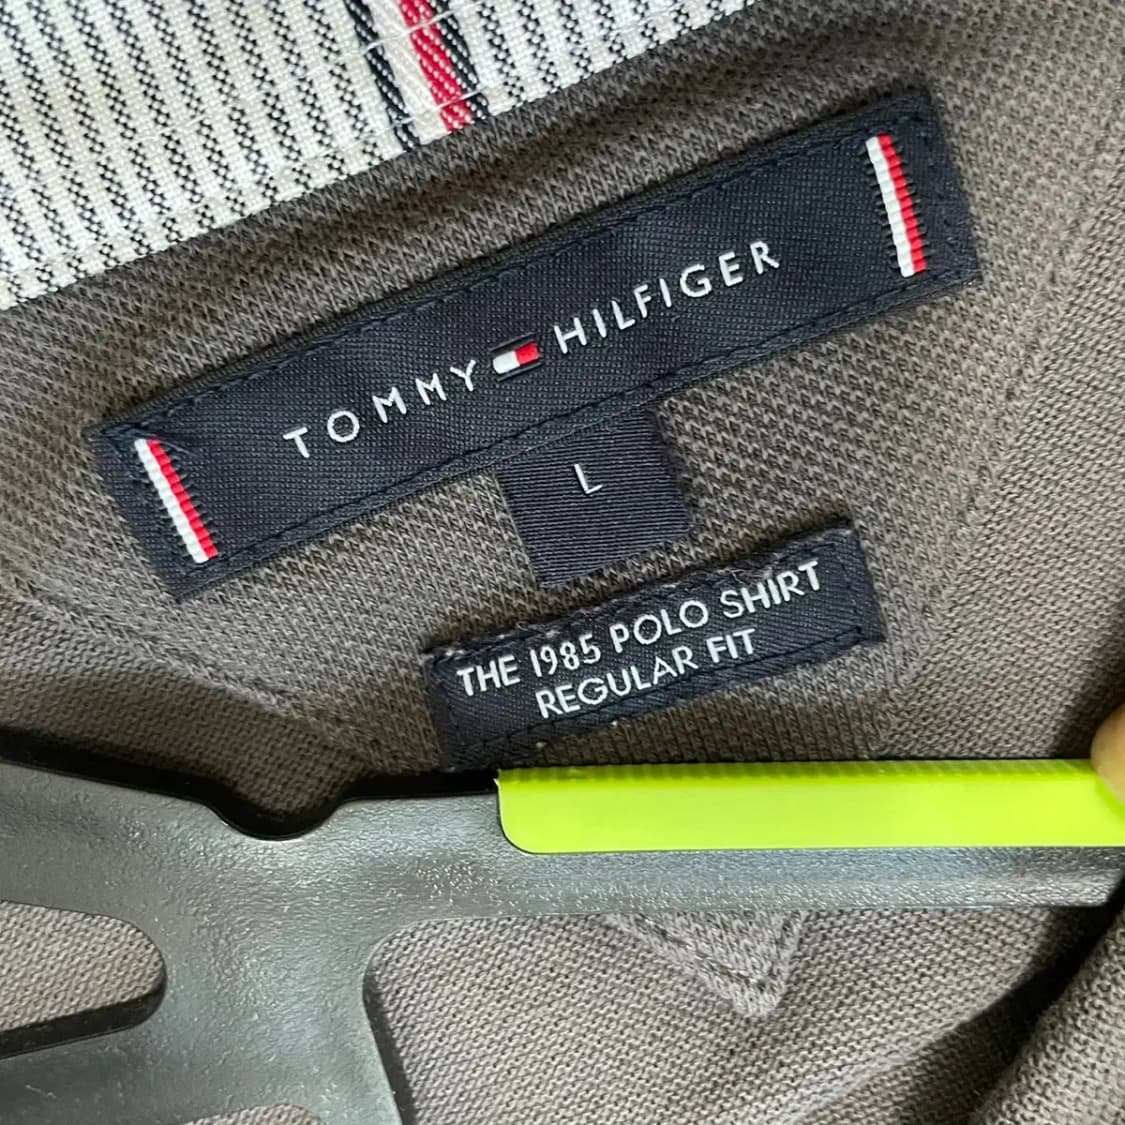 TOMMY HILFIGER
L
THE 1985 POLO SHIRT
REGULAR FIT